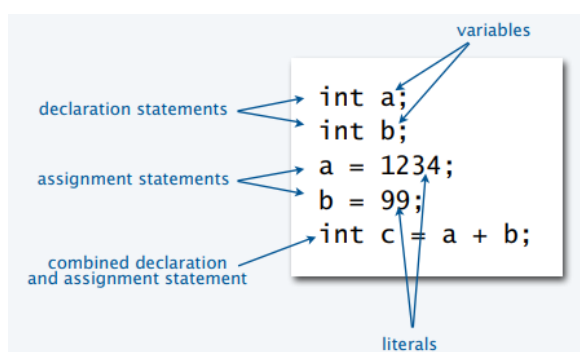 variables
int a;
declaration statements
int b;
a = 1234;
assignment statements
b = 99;
int c = a + b;
combined declaration
and assignment statement
literals